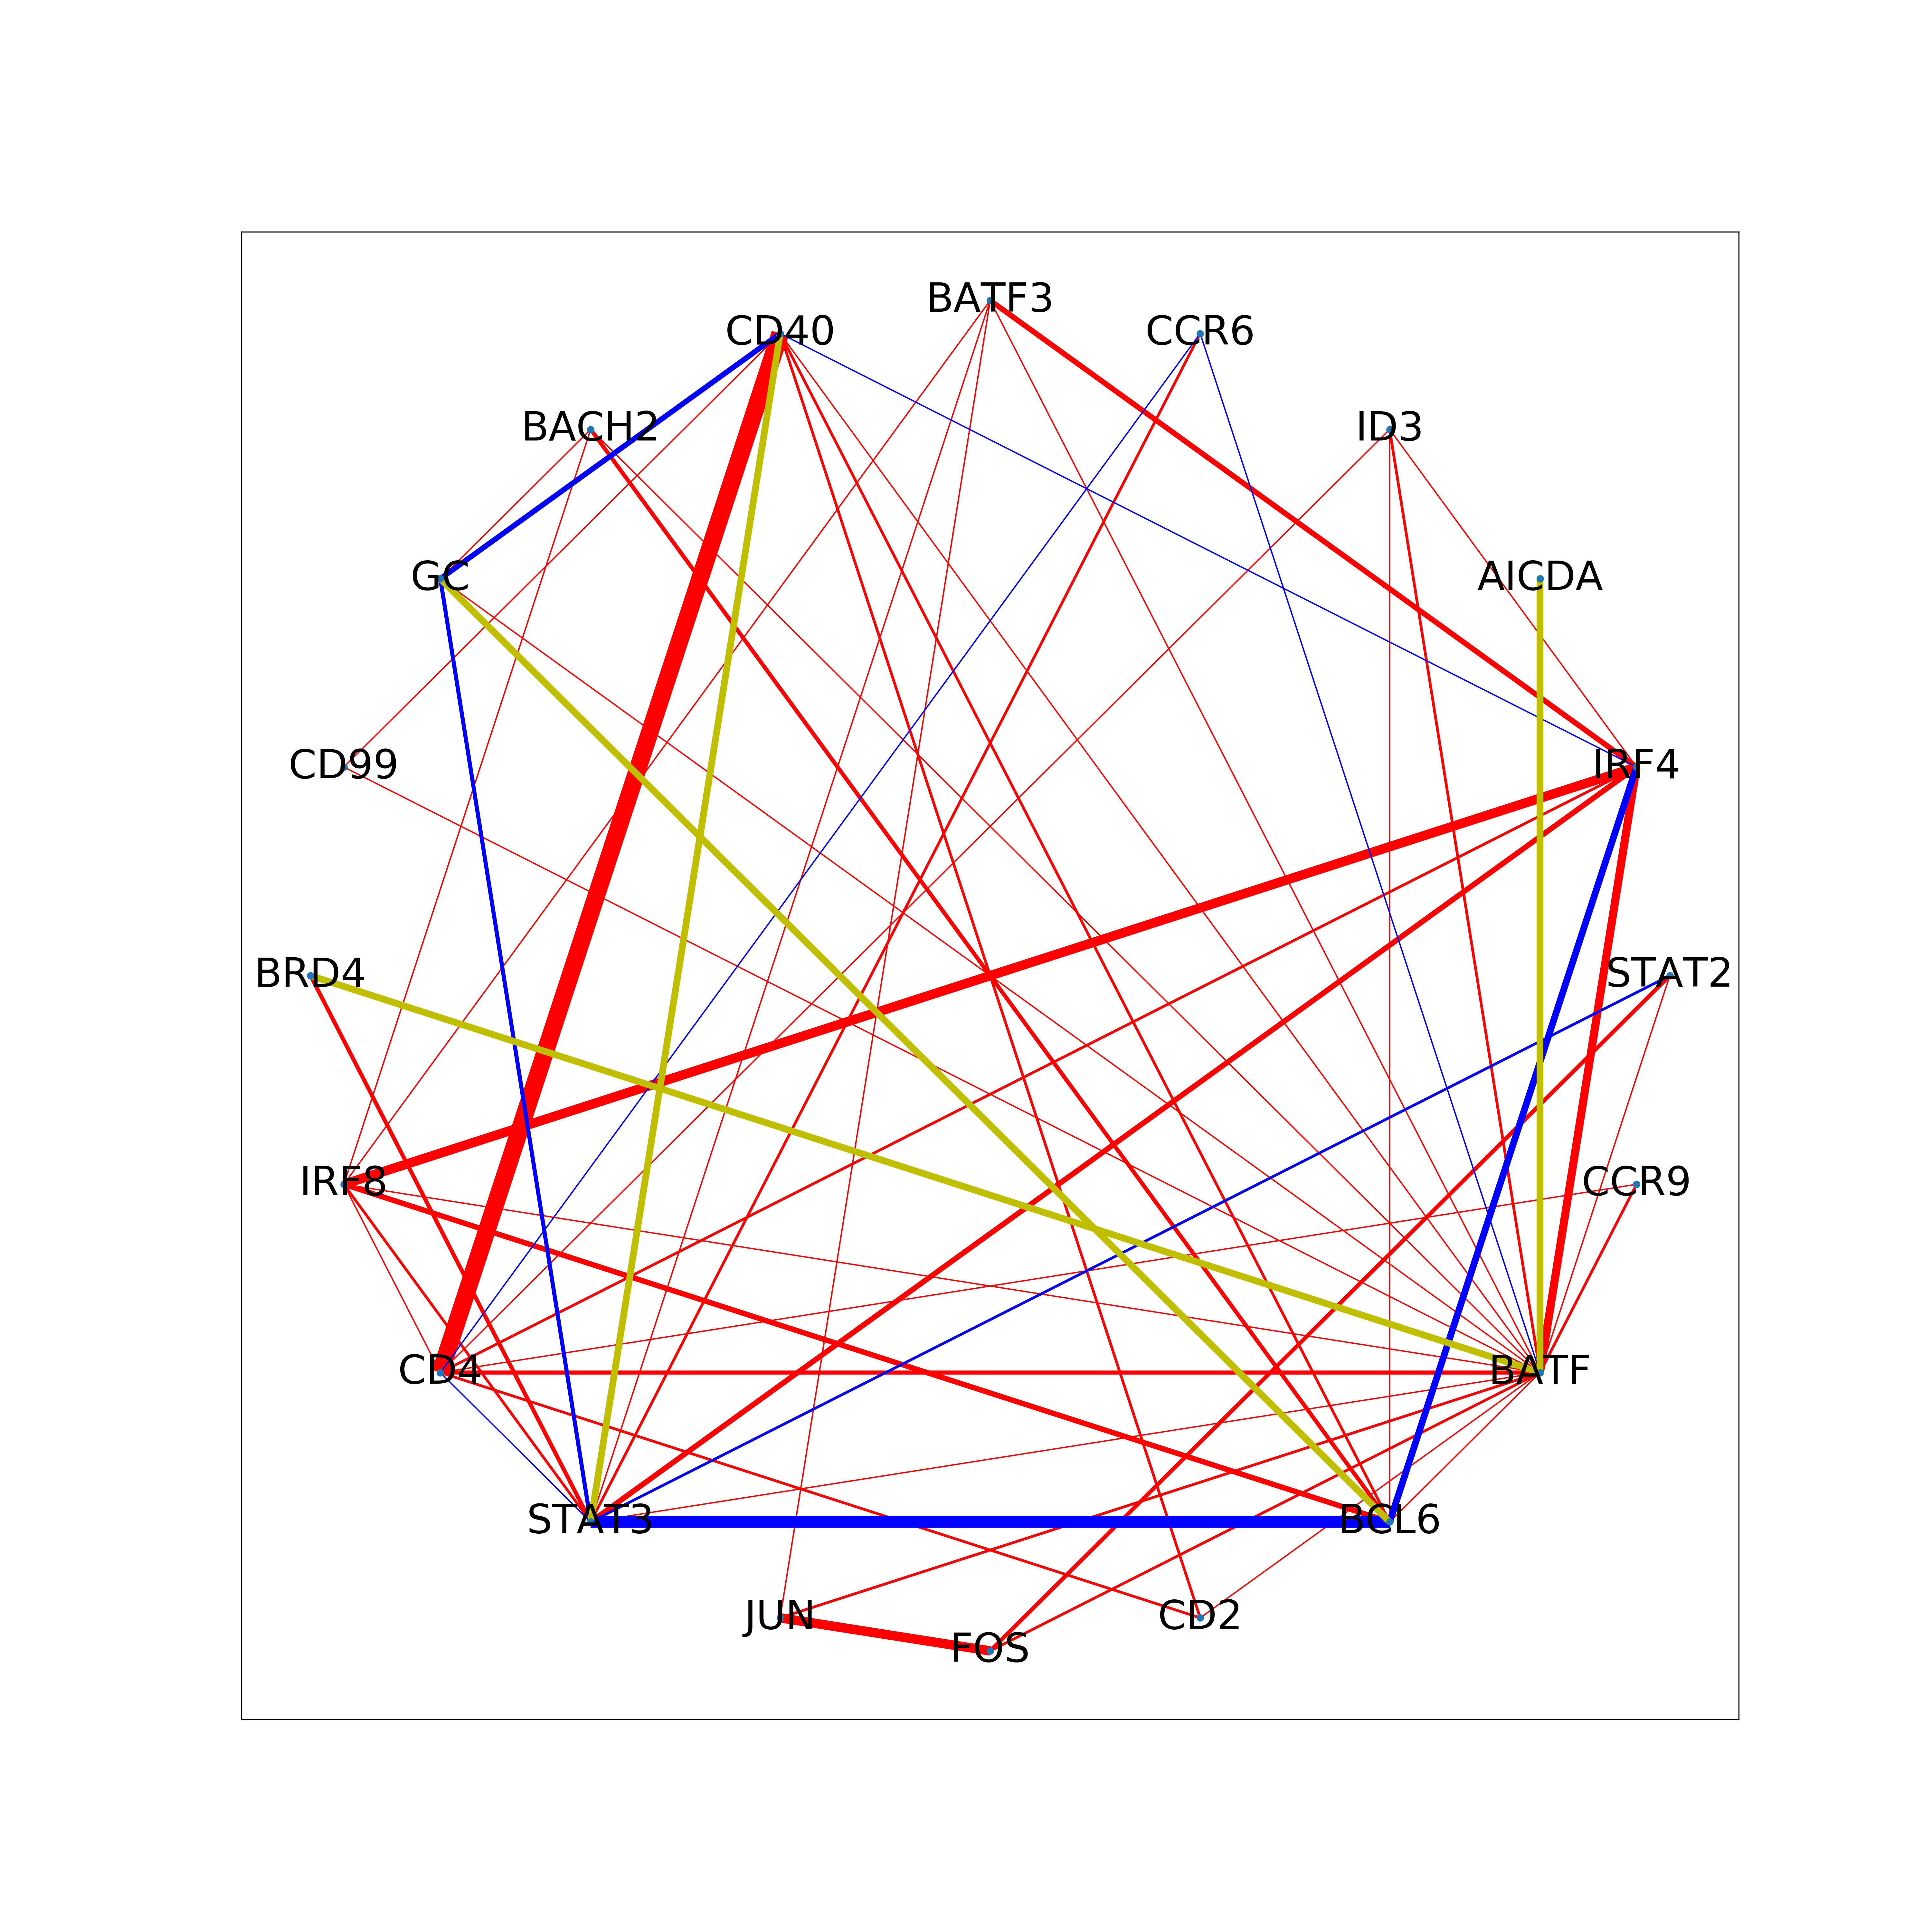 BATF3
CD40
CCR6
BACH2
ID3
GC
AICDA
CD99
IRF4
BRD4
STAT2
IRF8
CCR9
CD4
BATF
STAT3
BCL6
JUN
CD2
FOS